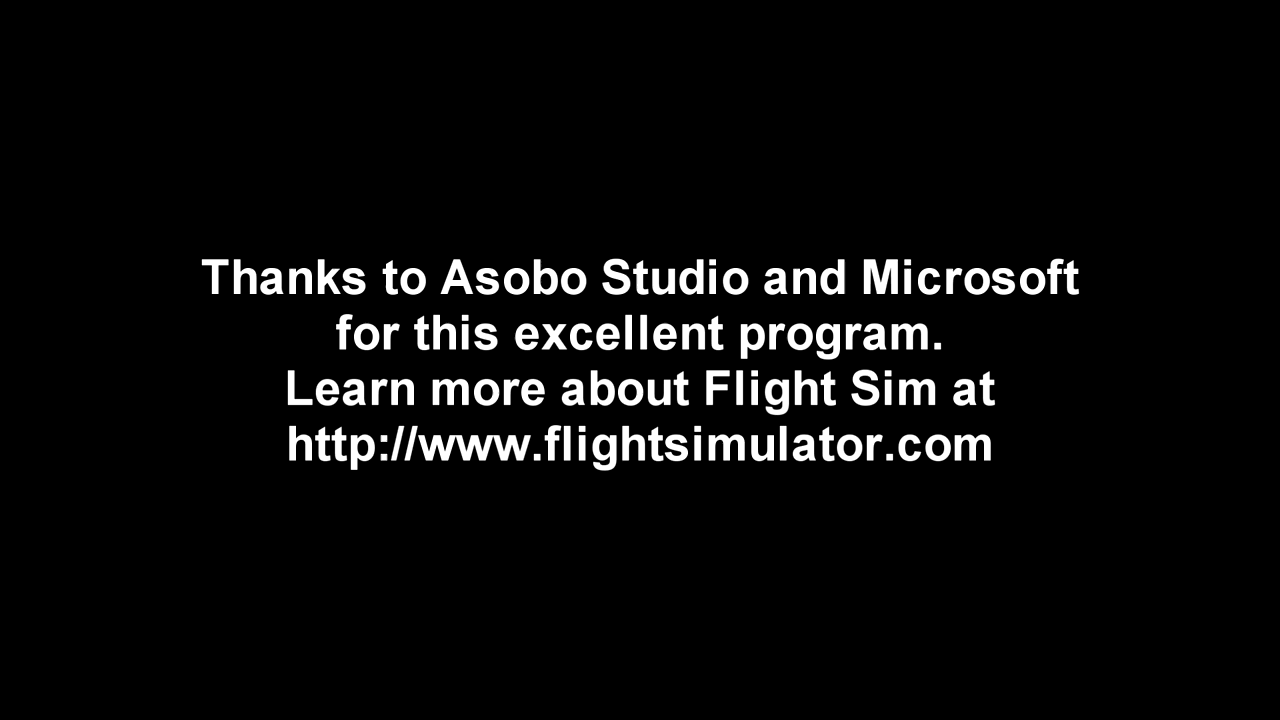 Thanks to Asobo Studio and Microsoft
for this excellent program.
Learn more about Flight Sim at
http://www.flightsimulator.com